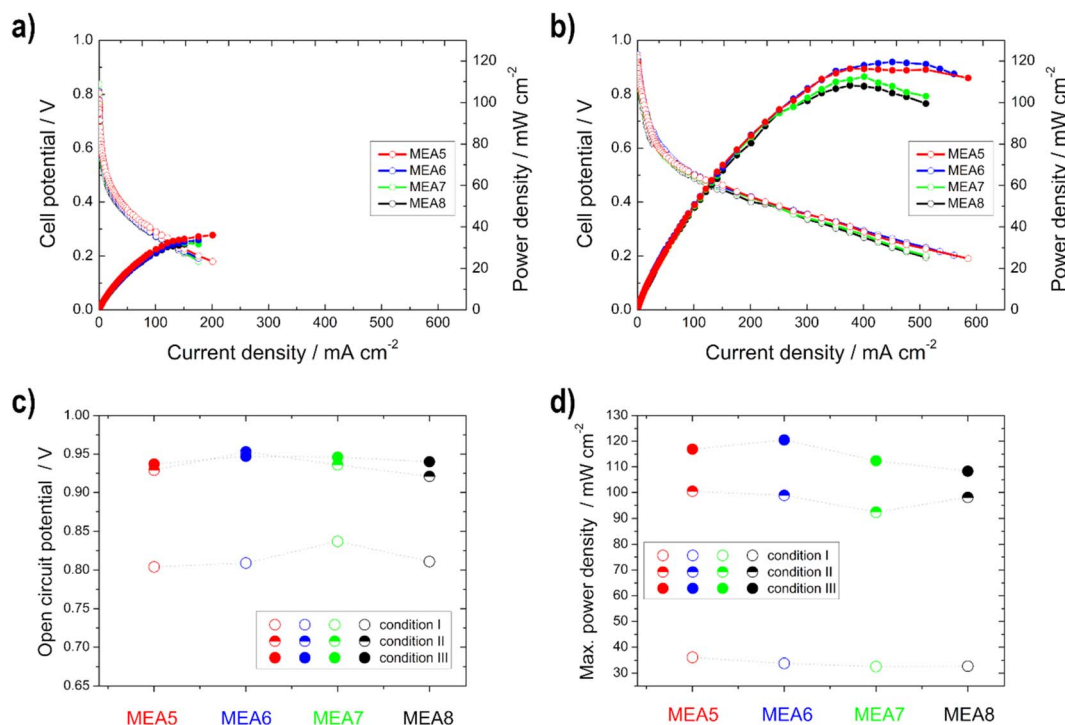 a)
1.0
0.8
0.6
0.4
0.2
0.0
Cell potential / V
120
100
80
60
40
20
0
Power density / mW cm⁻²
MEA5
MEA6
MEA7
MEA8
0 100 200 300 400 500 600
Current density / mA cm⁻²
b)
1.0
0.8
0.6
0.4
0.2
0.0
Cell potential / V
120
100
80
60
40
20
0
Power density / mW cm⁻²
MEA5
MEA6
MEA7
MEA8
0 100 200 300 400 500 600
Current density / mA cm⁻²
c)
1.00
0.95
0.90
0.85
0.80
0.75
0.70
0.65
Open circuit potential / V
condition I
condition II
condition III
MEA5 MEA6 MEA7 MEA8
d)
130
120
110
100
90
80
70
60
50
40
30
Max. power density / mW cm⁻²
condition I
condition II
condition III
MEA5 MEA6 MEA7 MEA8